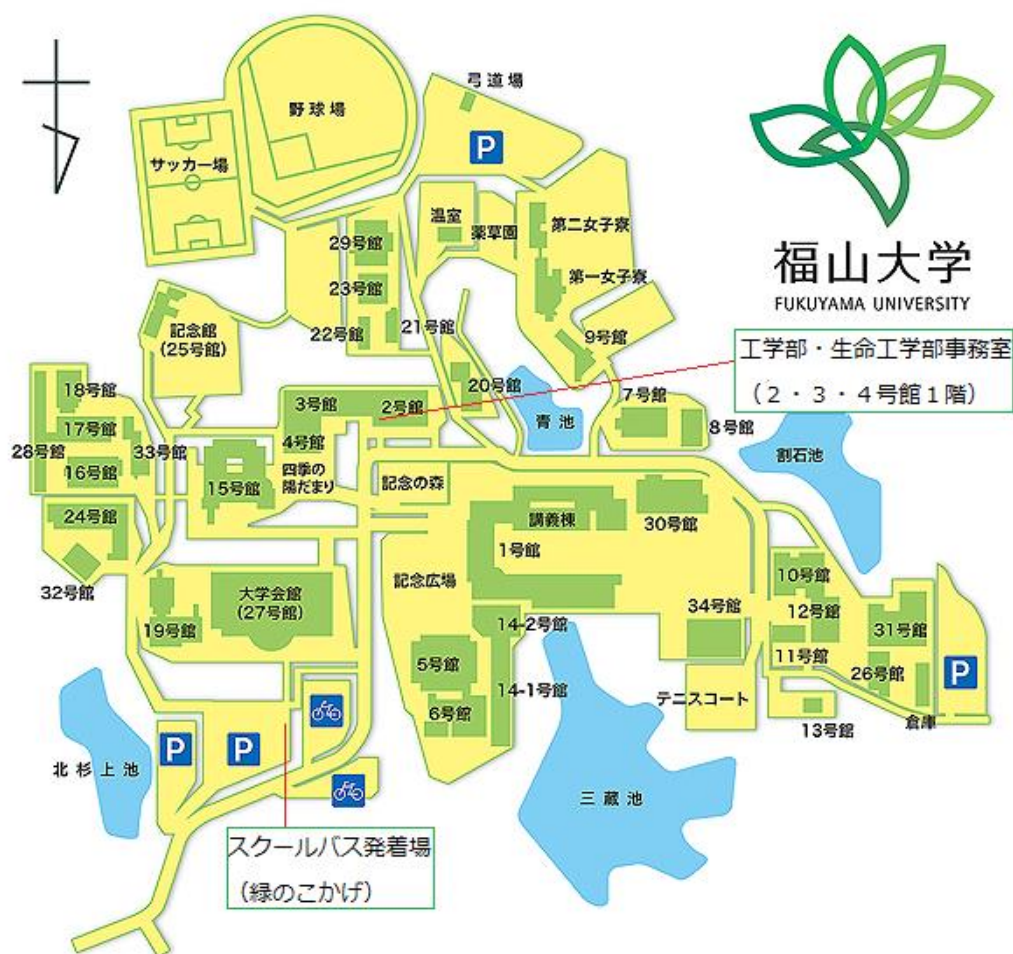 弓道場
野球場
P
サッカー場
温室
薬草園
第二女子寮
29号館
第一女子寮
23号館
福山大学
FUKUYAMA UNIVERSITY
記念館
(25号館)
22号館
21号館
9号館
工学部・生命工学部事務室
(2・3・4号館1階)
18号館
20号館
3号館
2号館
7号館
青池
8号館
17号館
4号館
28号館
33号館
割石池
16号館
15号館
四季の
陽だまり
記念の森
24号館
講義棟
30号館
1号館
32号館
記念広場
10号館
大学会館
(27号館)
34号館
12号館
19号館
14-2号館
31号館
11号館
5号館
26号館
P
14-1号館
テニスコート
6号館
倉庫
13号館
P
P
北杉上池
三蔵池
スクールバス発着場
(緑のこかげ)